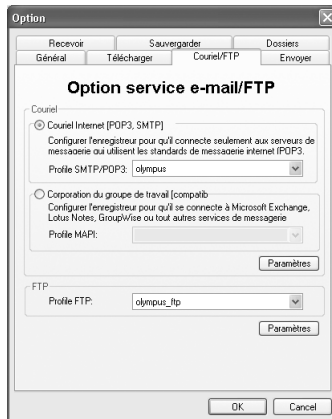 Option
Recevoir Sauvergarder Dossiers
Général Télécharger Couriel/FTP Envoyer
Option service e-mail/FTP
Couriel
Couriel Internet [POP3, SMTP]
Configurer l'enregistreur pour qu'il connecte seulement aux serveurs de
messagerie qui utilisent les standards de messagerie internet (POP3.
Profile SMTP/POP3: olympus
Corporation du groupe de travail [compatib
Configurer l'enregistreur pour qu'il se connecte à Microsoft Exchange,
Lotus Notes, GroupWise ou tout autres services de messagerie
Profile MAPI:
Paramètres
FTP
Profile FTP: olympus_ftp
Paramètres
OK Cancel